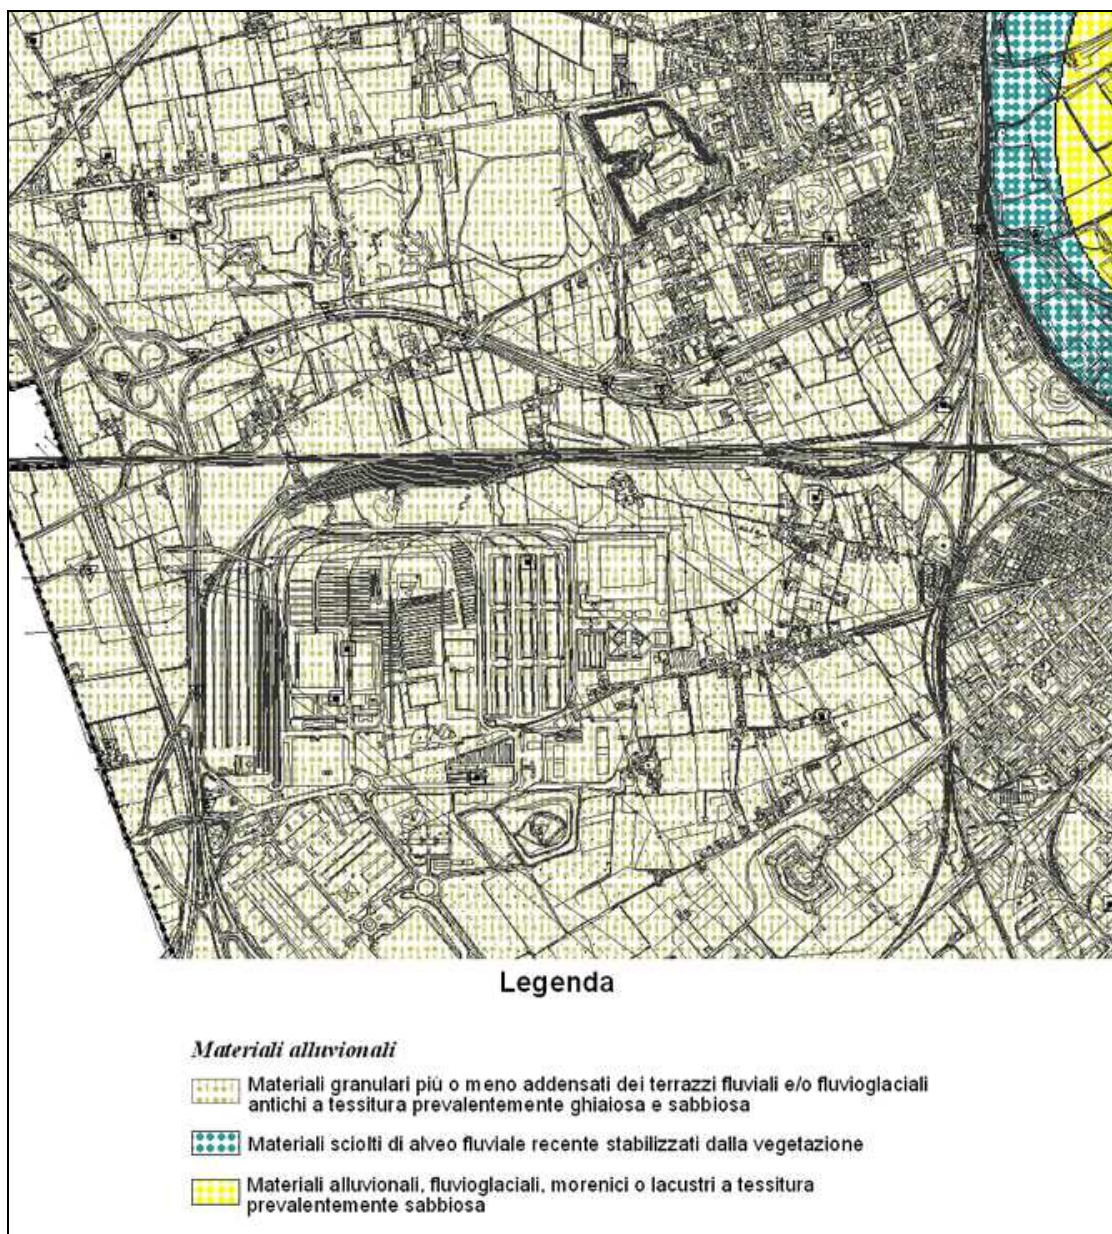 Legenda
Materiali alluvionali
Materiali granulari più o meno addensati dei terrazzi fluviali e/o fluvioglaciali
antichi a tessitura prevalentemente ghiaiosa e sabbiosa
Materiali sciolti di alveo fluviale recente stabilizzati dalla vegetazione
Materiali alluvionali, fluvioglaciali, morenici o lacustri a tessitura
prevalentemente sabbiosa